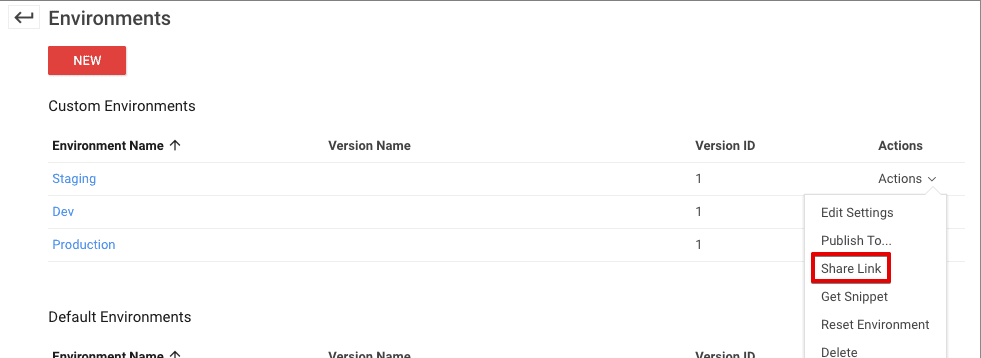 Environments
NEW
Custom Environments
Environment Name Version Name Version ID Actions
Staging 1 Actions
Dev 1
Production 1
Edit Settings
Publish To...
Share Link
Get Snippet
Reset Environment
Delete
Default Environments
Environment Name Version Name Version ID Actions